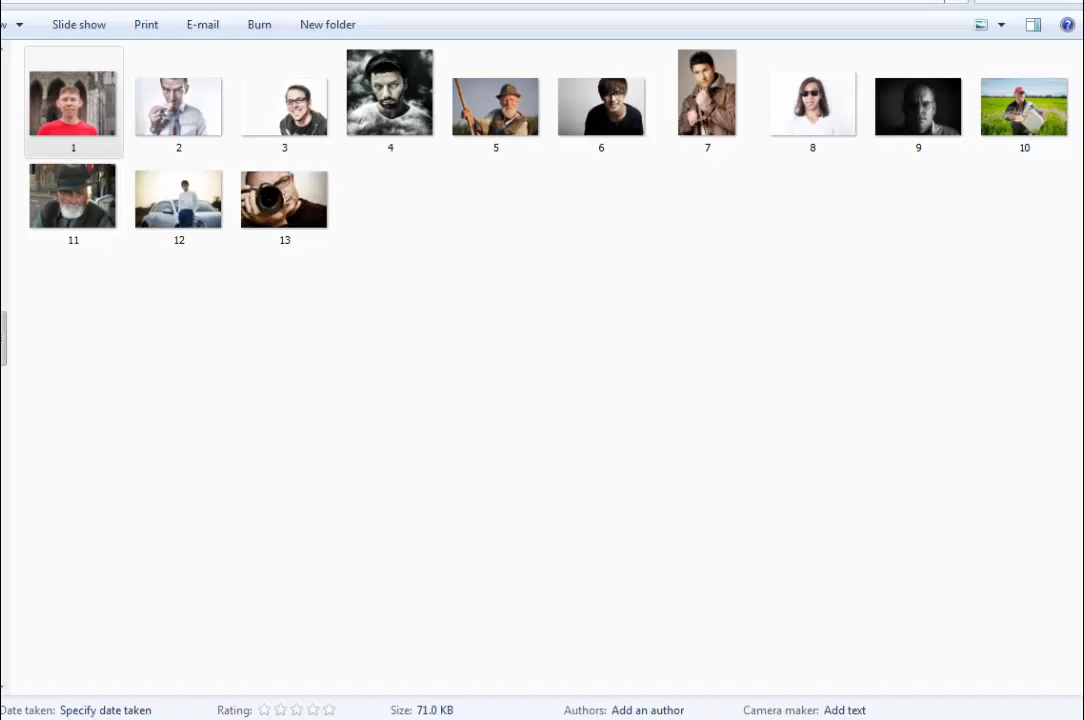 Slide show Print E-mail Burn New folder
1 2 3 4 5 6 7 8 9 10
11 12 13
Date taken: Specify date taken Rating: Size: 71.0 KB Authors: Add an author Camera maker: Add text